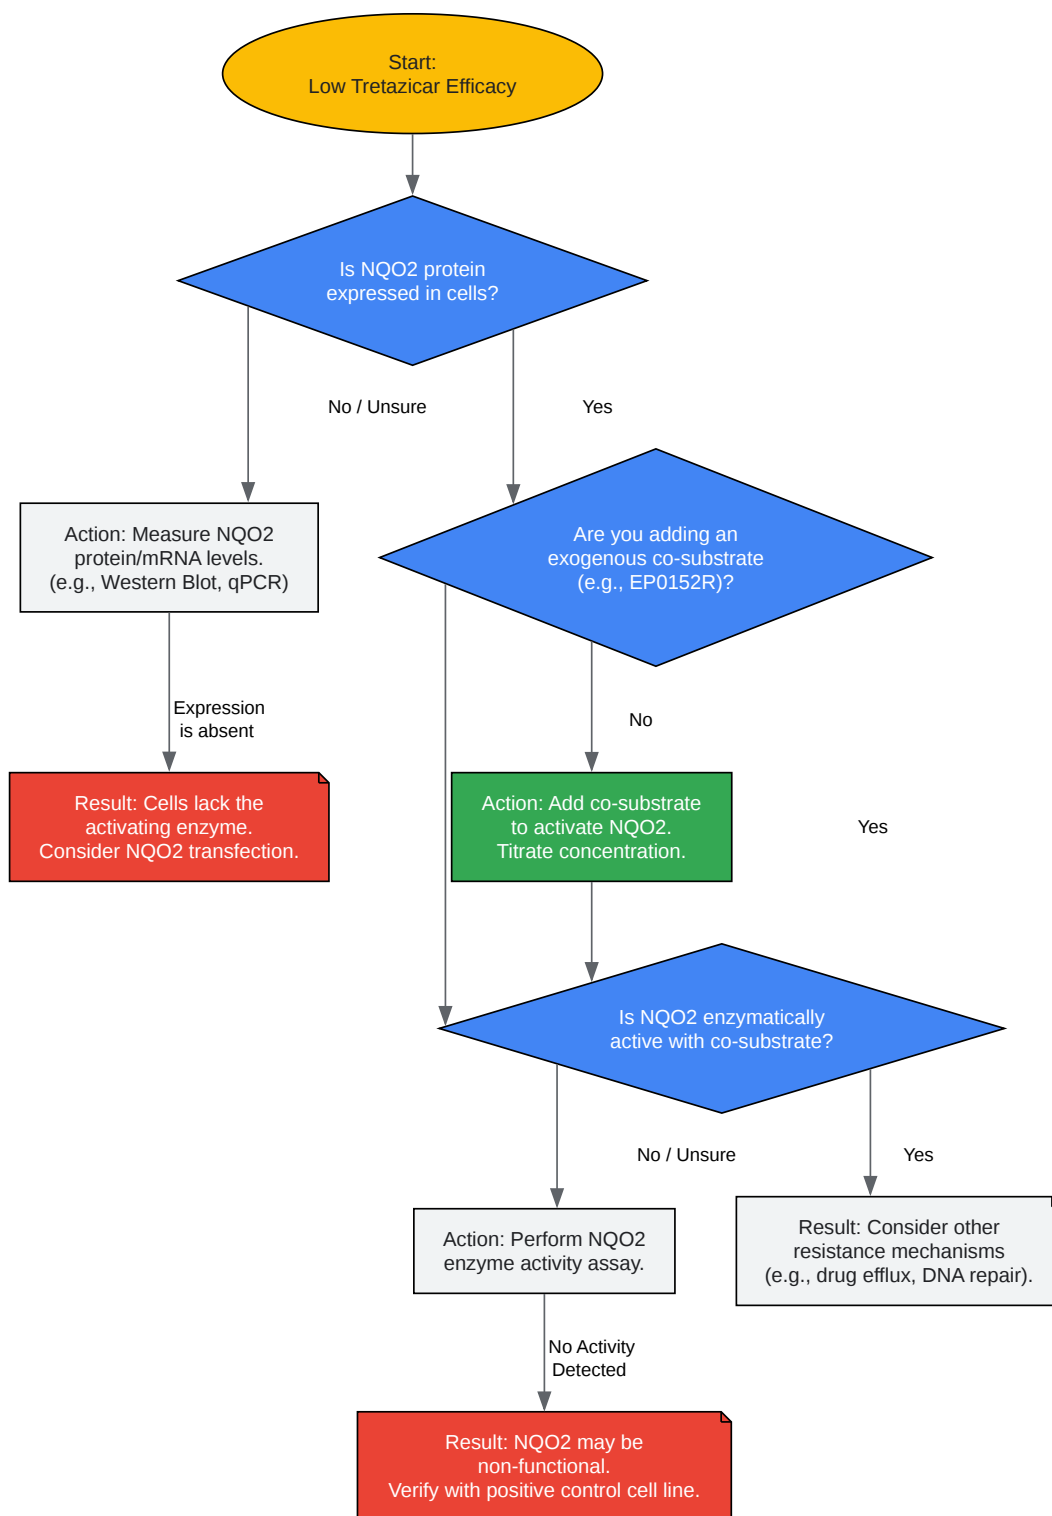 Start:
Low Tretazicar Efficacy
Is NQO2 protein
expressed in cells?
No / Unsure
Yes
Action: Measure NQO2
protein/mRNA levels.
(e.g., Western Blot, qPCR)
Are you adding an
exogenous co-substrate
(e.g., EP0152R)?
Expression
is absent
No
Result: Cells lack the
activating enzyme.
Consider NQO2 transfection.
Action: Add co-substrate
to activate NQO2.
Titrate concentration.
Yes
Is NQO2 enzymatically
active with co-substrate?
No / Unsure
Yes
Action: Perform NQO2
enzyme activity assay.
Result: Consider other
resistance mechanisms
(e.g., drug efflux, DNA repair).
No Activity
Detected
Result: NQO2 may be
non-functional.
Verify with positive control cell line.